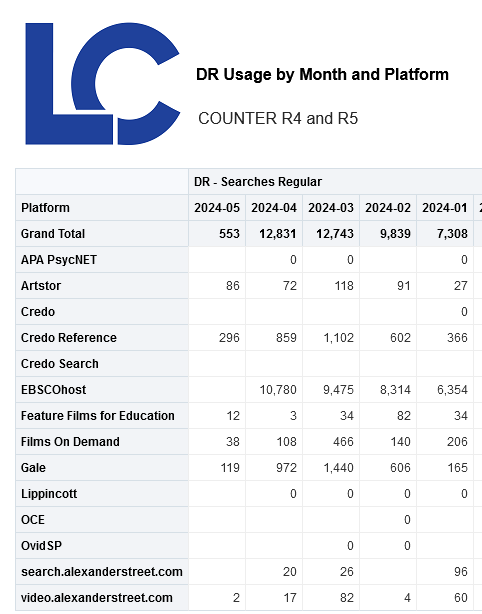 LC
DR Usage by Month and Platform
COUNTER R4 and R5
DR - Searches Regular
Platform 2024-05 2024-04 2024-03 2024-02 2024-01
Grand Total 553 12,831 12,743 9,839 7,308
APA PsycNET 0 0 0
Artstor 86 72 118 91 27
Credo 0
Credo Reference 296 859 1,102 602 366
Credo Search
EBSCOhost 10,780 9,475 8,314 6,354
Feature Films for Education 12 3 34 82 34
Films On Demand 38 108 466 140 206
Gale 119 972 1,440 606 165
Lippincott 0 0 0 0
OCE 0
OvidSP 0 0
search.alexanderstreet.com 20 26 96
video.alexanderstreet.com 2 17 82 4 60